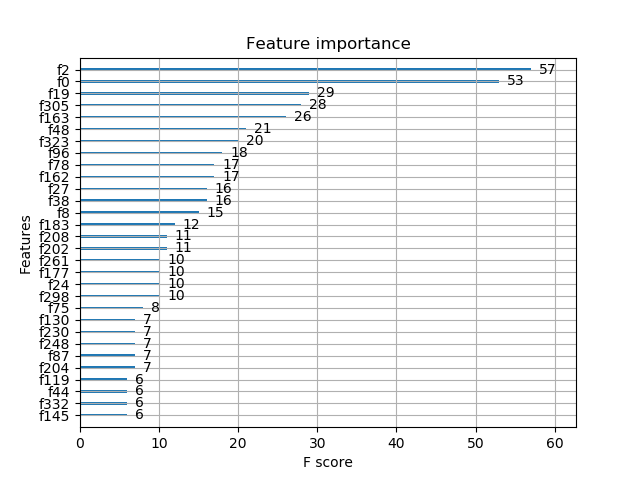 Feature importance
f2 57
f0 53
f19 29
f305 28
f163 26
f48 21
f323 20
f96 18
f78 17
f162 17
f27 16
f38 16
f8 15
f183 12
f208 11
f202 11
f261 10
f177 10
f24 10
f298 10
f75 8
f130 7
f230 7
f248 7
f87 7
f204 7
f119 6
f44 6
f332 6
f145 6
Features
0 10 20 30 40 50 60
F score